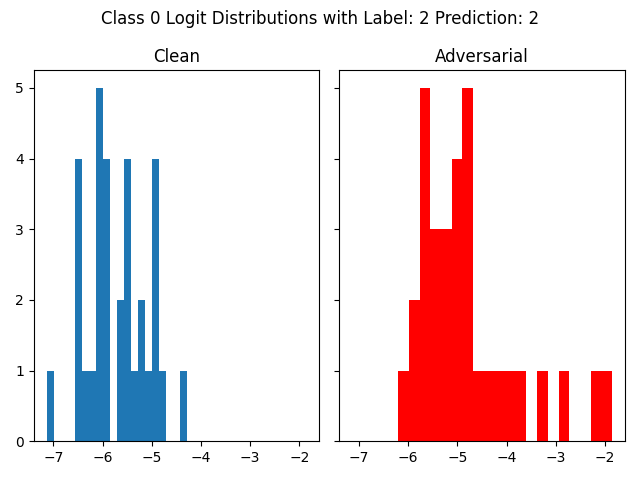 Class 0 Logit Distributions with Label: 2 Prediction: 2
Clean
Adversarial
5
4
3
2
1
0
−7 −6 −5 −4 −3 −2
−7 −6 −5 −4 −3 −2